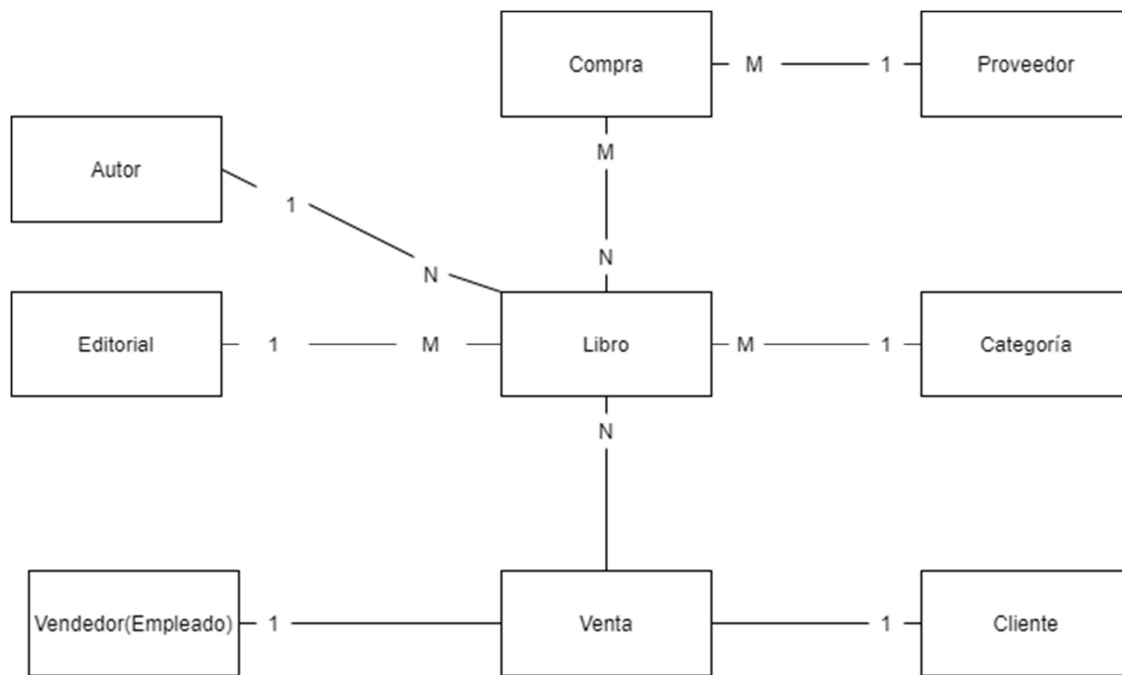 Compra
M
1
Proveedor
M
Autor
1
N
N
Editorial
1
M
Libro
M
1
Categoría
N
Vendedor(Empleado)
1
Venta
1
Cliente